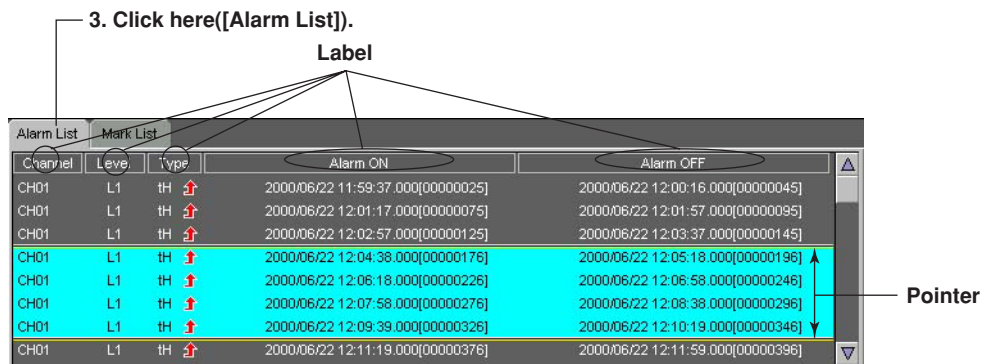 3. Click here([Alarm List]).
Label
Alarm List Mark List
Channel Level Type Alarm ON Alarm OFF
CH01 L1 tH 2000/06/22 11:59:37.000[00000025] 2000/06/22 12:00:16.000[00000045]
CH01 L1 tH 2000/06/22 12:01:17.000[00000075] 2000/06/22 12:01:57.000[00000095]
CH01 L1 tH 2000/06/22 12:02:57.000[00000125] 2000/06/22 12:03:37.000[00000145]
CH01 L1 tH 2000/06/22 12:04:38.000[00000176] 2000/06/22 12:05:18.000[00000196]
CH01 L1 tH 2000/06/22 12:06:18.000[00000226] 2000/06/22 12:06:58.000[00000246]
CH01 L1 tH 2000/06/22 12:07:58.000[00000276] 2000/06/22 12:08:38.000[00000296]
Pointer
CH01 L1 tH 2000/06/22 12:09:39.000[00000326] 2000/06/22 12:10:19.000[00000346]
CH01 L1 tH 2000/06/22 12:11:19.000[00000376] 2000/06/22 12:11:59.000[00000396]